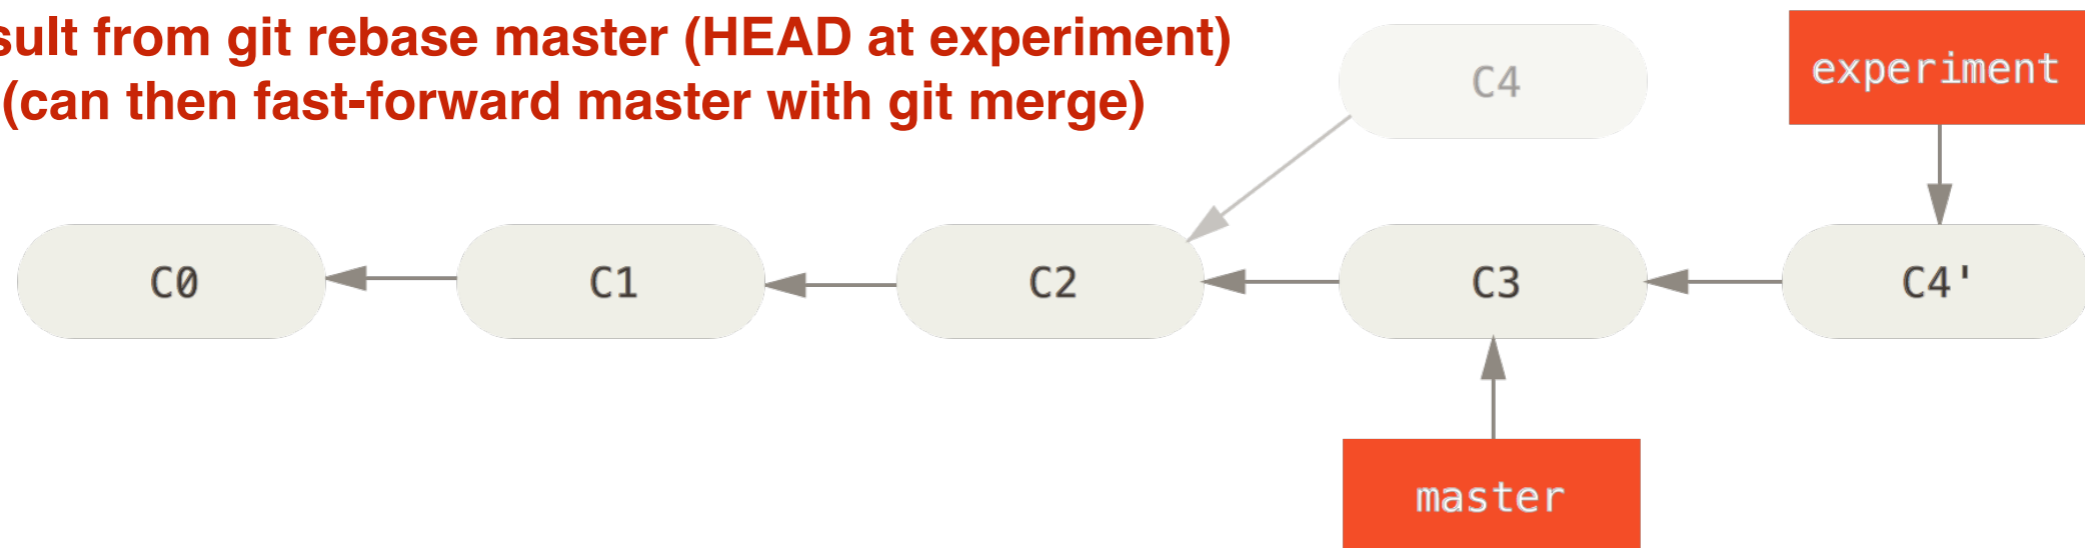 sult from git rebase master (HEAD at experiment)
(can then fast-forward master with git merge)
C4
experiment
C0
C1
C2
C3
C4'
master